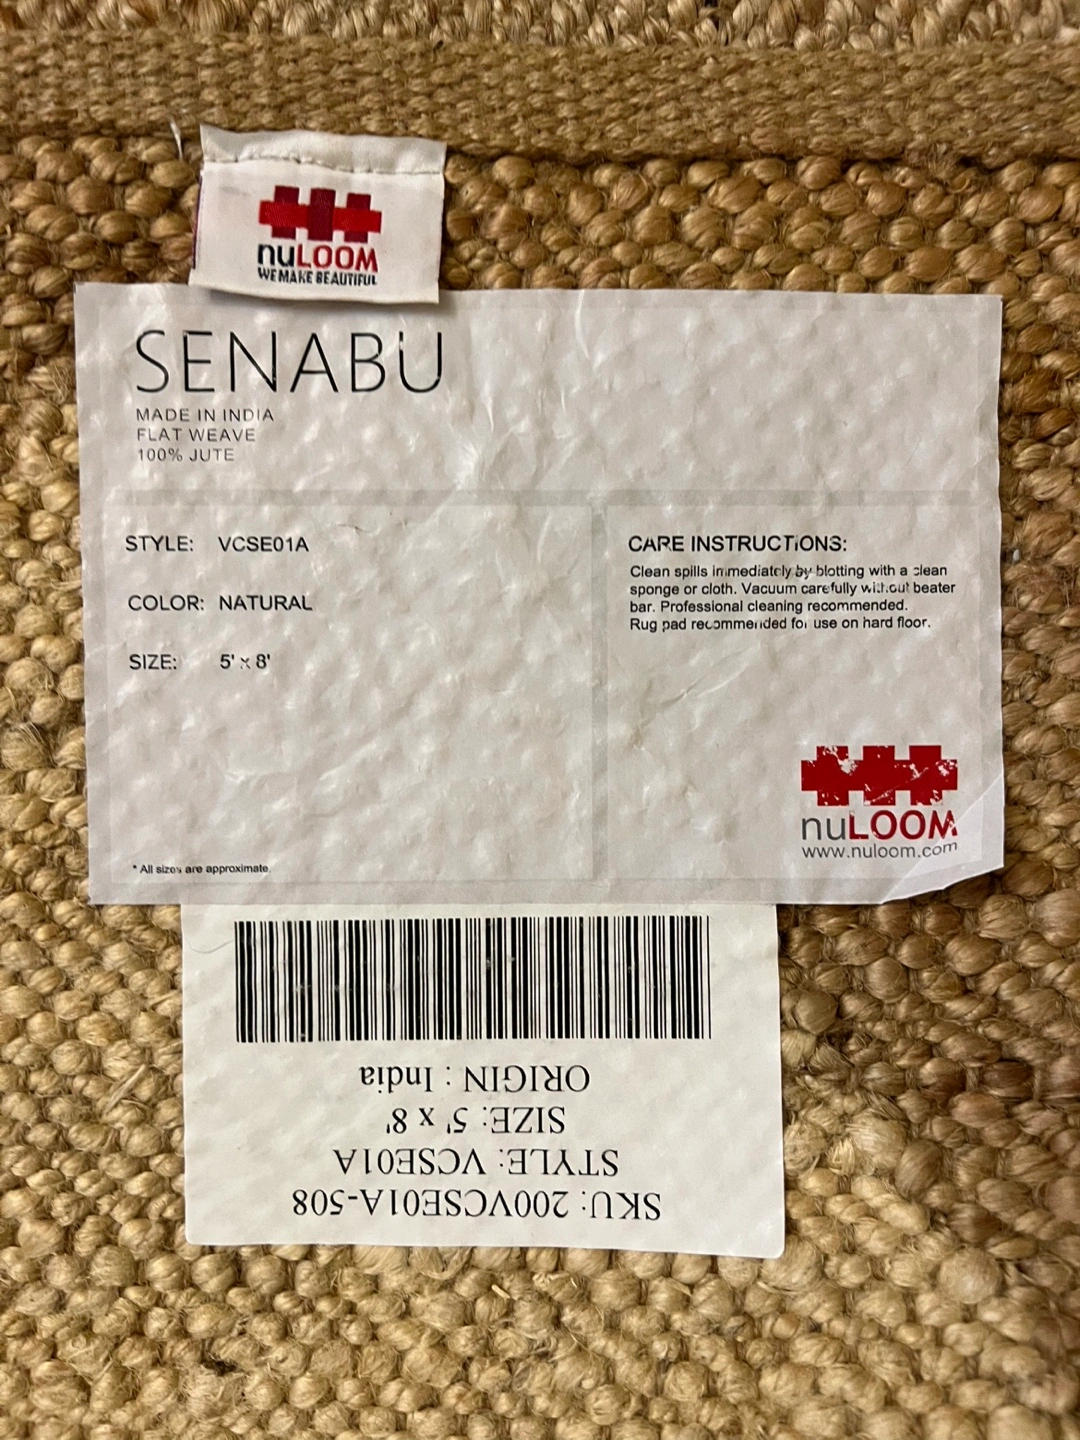 nuLOOM
WE MAKE BEAUTIFUL
SENABU
MADE IN INDIA
FLAT WEAVE
100% JUTE
STYLE: VCSE01A
COLOR: NATURAL
SIZE: 5' x 8'
* All sizes are approximate.
CARE INSTRUCTIONS:
Clean spills immediately by blotting with a clean
sponge or cloth. Vacuum carefully without beater
bar. Professional cleaning recommended.
Rug pad recommended for use on hard floor.
nuLOOM
www.nuloom.com
SKU: 200VCSE01A-508
STYLE: VCSE01A
SIZE: 5' x 8'
ORIGIN : India